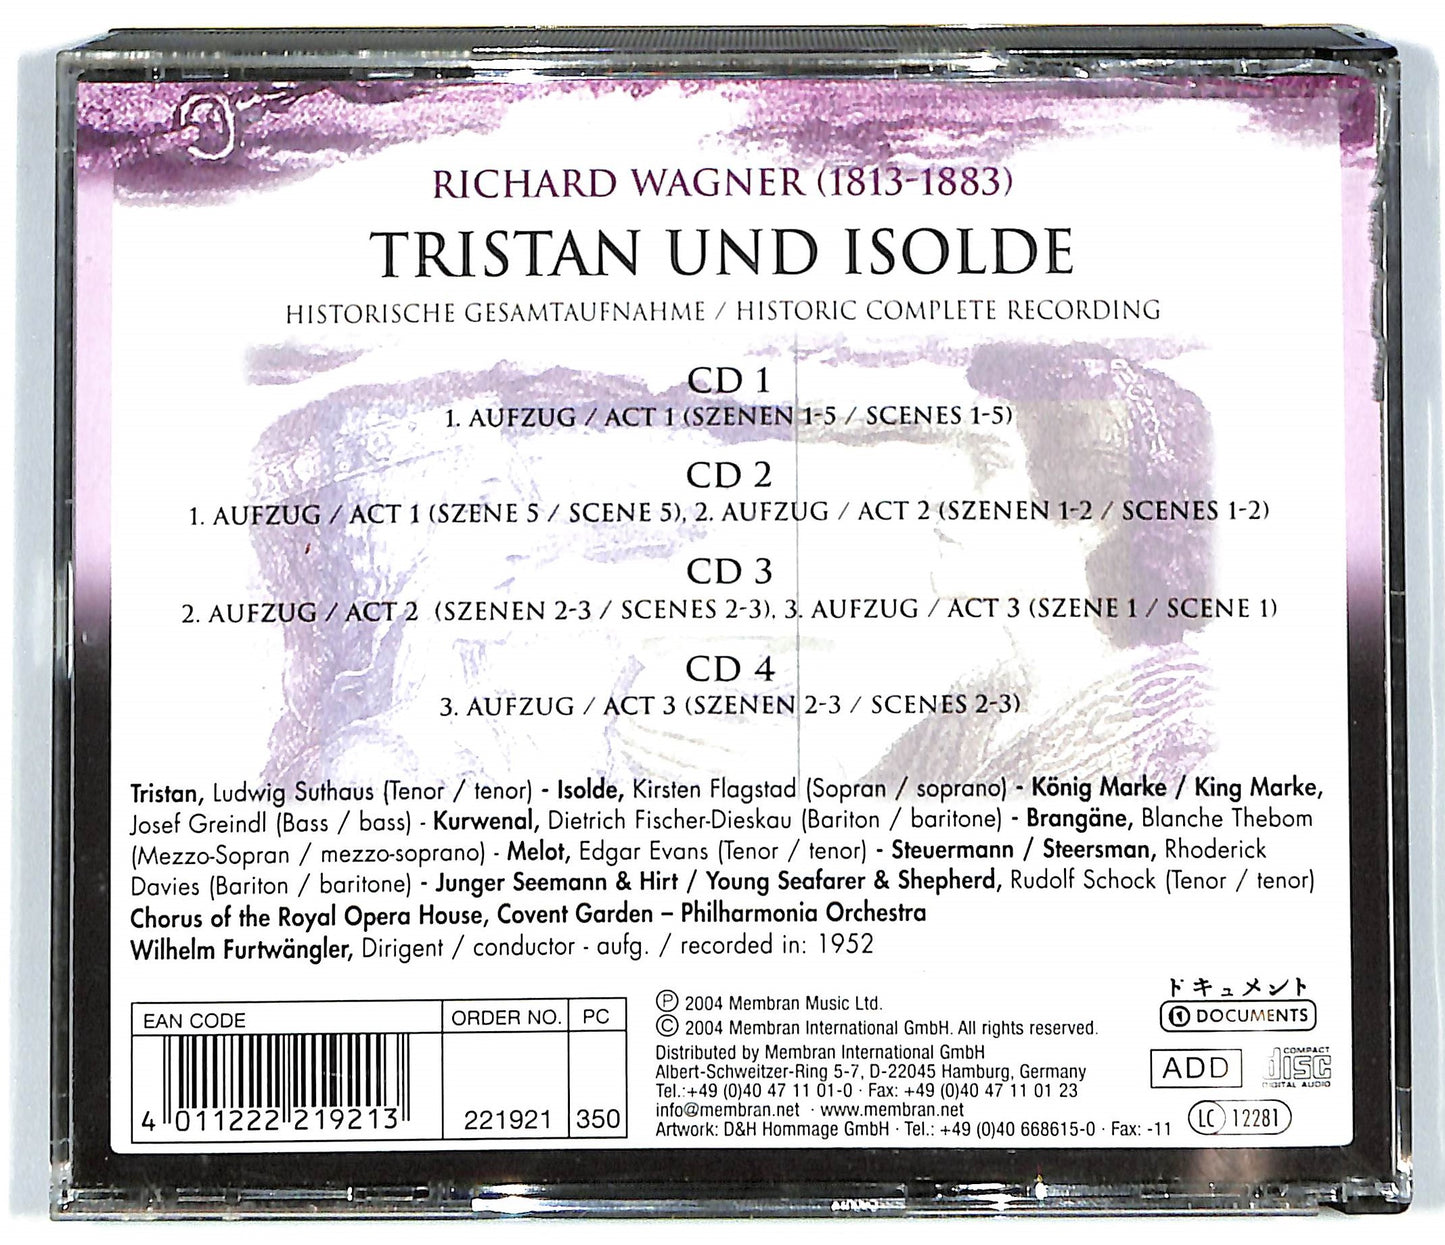 RICHARD WAGNER (1813-1883)
TRISTAN UND ISOLDE
HISTORISCHE GESAMTAUFNAHME / HISTORIC COMPLETE RECORDING
CD 1
1. AUFZUG / ACT 1 (SZENEN 1-5 / SCENES 1-5)
CD 2
1. AUFZUG / ACT 1 (SZENE 5 / SCENE 5), 2. AUFZUG / ACT 2 (SZENEN 1-2 / SCENES 1-2)
CD 3
2. AUFZUG / ACT 2 (SZENEN 2-3 / SCENES 2-3), 3. AUFZUG / ACT 3 (SZENE 1 / SCENE 1)
CD 4
3. AUFZUG / ACT 3 (SZENEN 2-3 / SCENES 2-3)
Tristan, Ludwig Suthaus (Tenor / tenor) - Isolde, Kirsten Flagstad (Sopran / soprano) - König Marke / King Marke,
Josef Greindl (Bass / bass) - Kurwenal, Dietrich Fischer-Dieskau (Bariton / baritone) - Brangäne, Blanche Thebom
(Mezzo-Sopran / mezzo-soprano) - Melot, Edgar Evans (Tenor / tenor) - Steuermann / Steersman, Rhoderick
Davies (Bariton / baritone) - Junger Seemann & Hirt / Young Seafarer & Shepherd, Rudolf Schock (Tenor / tenor)
Chorus of the Royal Opera House, Covent Garden – Philharmonia Orchestra
Wilhelm Furtwängler, Dirigent / conductor - aufg. / recorded in: 1952
EAN CODE ORDER NO. PC
4 011222 219213 221921 350
Ⓟ 2004 Membran Music Ltd.
© 2004 Membran International GmbH. All rights reserved.
Distributed by Membran International GmbH
Albert-Schweitzer-Ring 5-7, D-22045 Hamburg, Germany
Tel.:+49 (0)40 47 11 01-0 · Fax: +49 (0)40 47 11 01 23
info@membran.net · www.membran.net
Artwork: D&H Hommage GmbH · Tel.: +49 (0)40 668615-0 · Fax: -11
ドキュメント
DOCUMENTS
ADD
COMPACT
disc
DIGITAL AUDIO
LC 12281